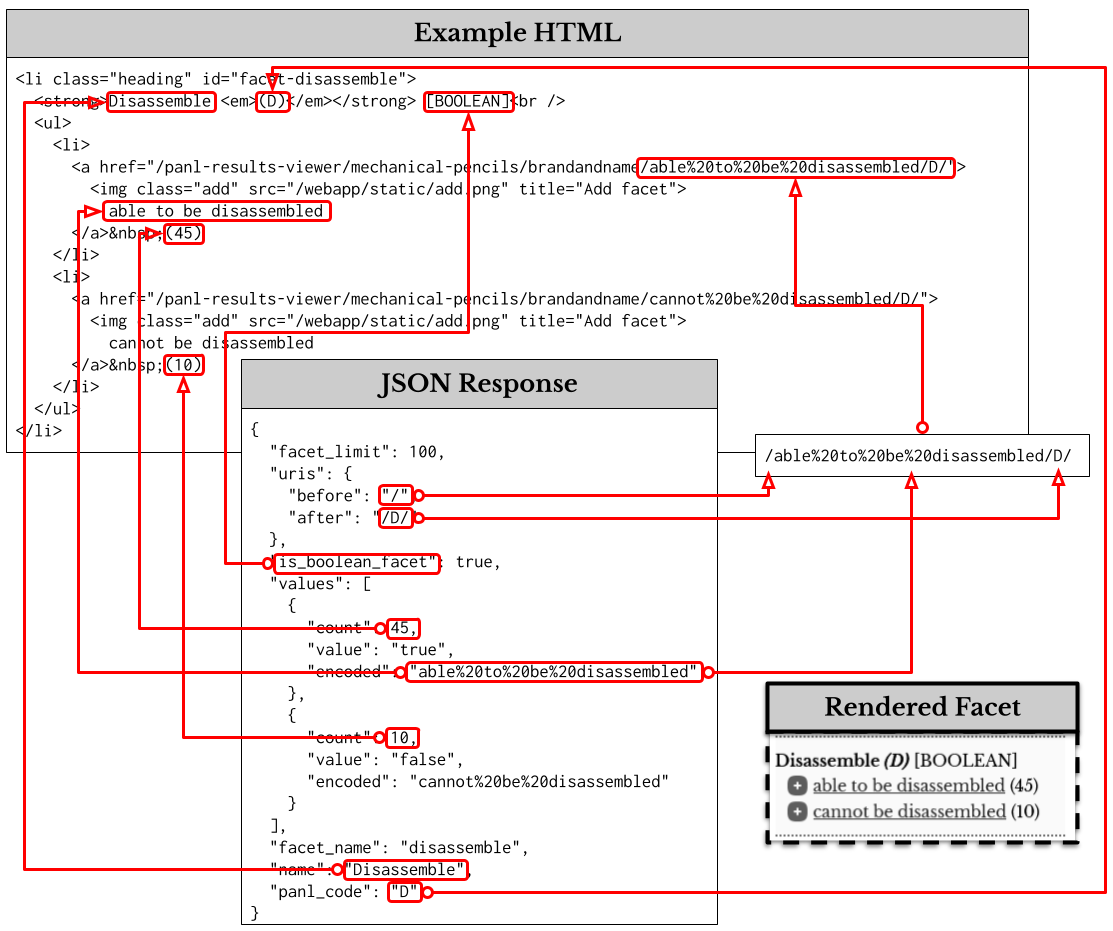 Example HTML
<li class="heading" id="facet-disassemble">
<strong>Disassemble <em>(D)</em></strong> [BOOLEAN]<br />
<ul>
<li>
<a href="/panl-results-viewer/mechanical-pencils/brandandname/able%20to%20be%20disassembled/D/">
<img class="add" src="/webapp/static/add.png" title="Add facet">
able to be disassembled
</a>&nbsp;(45)
</li>
<li>
<a href="/panl-results-viewer/mechanical-pencils/brandandname/cannot%20be%20disassembled/D/">
<img class="add" src="/webapp/static/add.png" title="Add facet">
cannot be disassembled
</a>&nbsp;(10)
</li>
</ul>
</li>
JSON Response
{
"facet_limit": 100,
"uris": {
"before": "/"
"after": "/D/"
},
"is_boolean_facet": true,
"values": [
{
"count": 45,
"value": "true",
"encoded": "able%20to%20be%20disassembled"
},
{
"count": 10,
"value": "false",
"encoded": "cannot%20be%20disassembled"
}
],
"facet_name": "disassemble",
"name": "Disassemble",
"panl_code": "D"
}
/able%20to%20be%20disassembled/D/
Rendered Facet
Disassemble (D) [BOOLEAN]
able to be disassembled (45)
cannot be disassembled (10)